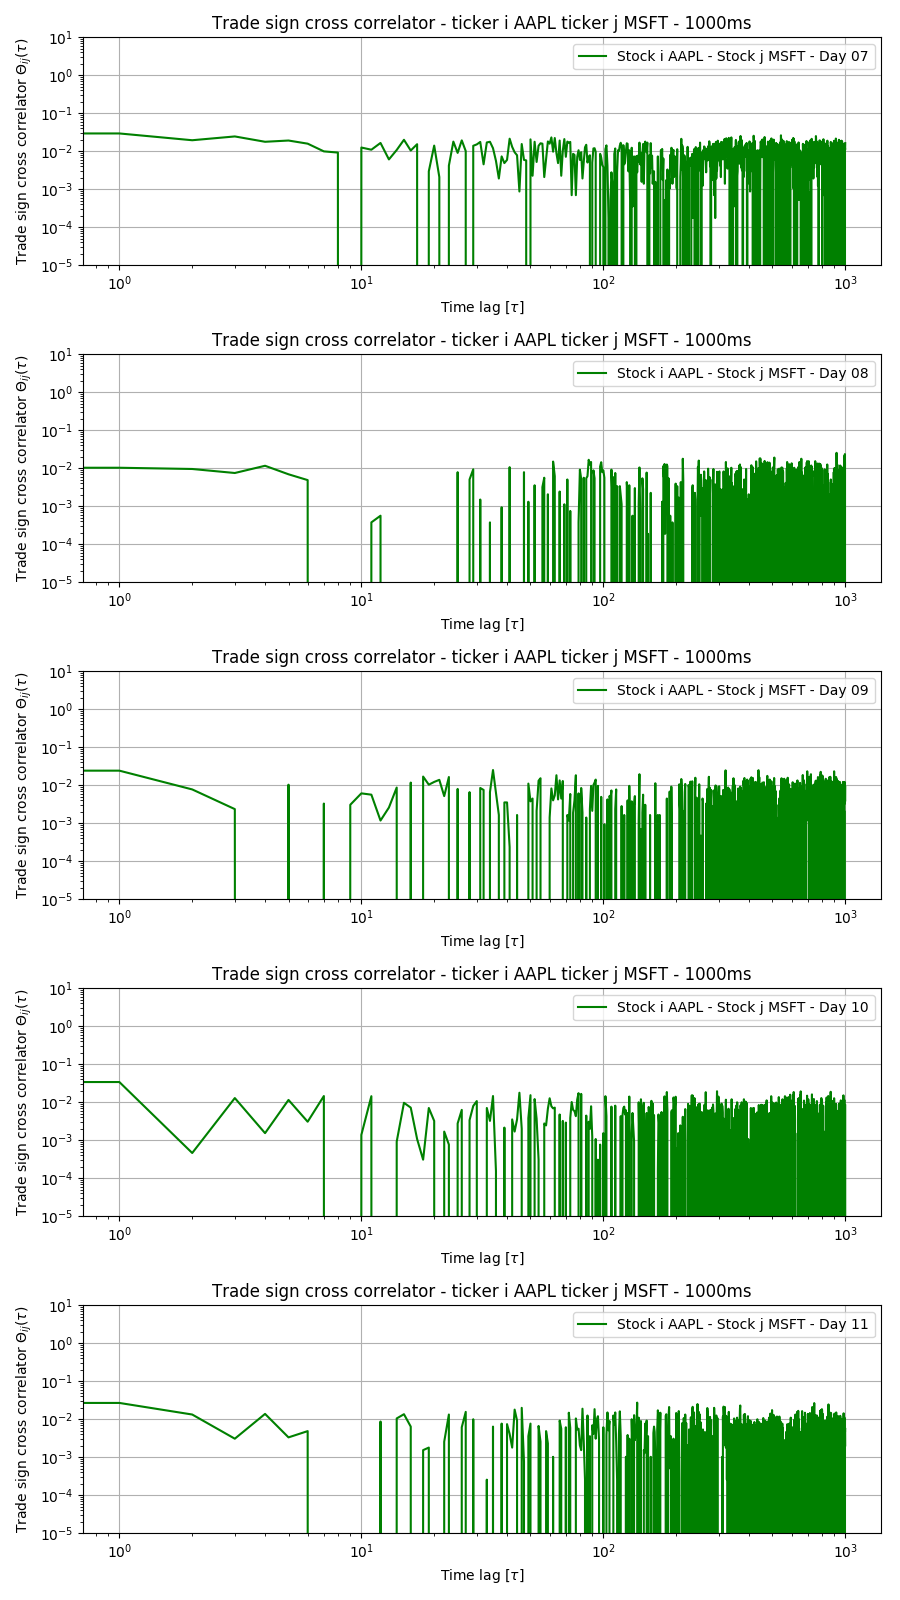 Trade sign cross correlator - ticker i AAPL ticker j MSFT - 1000ms
Trade sign cross correlator Θij(τ)
10^1
10^0
10^-1
10^-2
10^-3
10^-4
10^-5
Stock i AAPL - Stock j MSFT - Day 07
10^0 10^1 10^2 10^3
Time lag [τ]
Trade sign cross correlator - ticker i AAPL ticker j MSFT - 1000ms
Trade sign cross correlator Θij(τ)
10^1
10^0
10^-1
10^-2
10^-3
10^-4
10^-5
Stock i AAPL - Stock j MSFT - Day 08
10^0 10^1 10^2 10^3
Time lag [τ]
Trade sign cross correlator - ticker i AAPL ticker j MSFT - 1000ms
Trade sign cross correlator Θij(τ)
10^1
10^0
10^-1
10^-2
10^-3
10^-4
10^-5
Stock i AAPL - Stock j MSFT - Day 09
10^0 10^1 10^2 10^3
Time lag [τ]
Trade sign cross correlator - ticker i AAPL ticker j MSFT - 1000ms
Trade sign cross correlator Θij(τ)
10^1
10^0
10^-1
10^-2
10^-3
10^-4
10^-5
Stock i AAPL - Stock j MSFT - Day 10
10^0 10^1 10^2 10^3
Time lag [τ]
Trade sign cross correlator - ticker i AAPL ticker j MSFT - 1000ms
Trade sign cross correlator Θij(τ)
10^1
10^0
10^-1
10^-2
10^-3
10^-4
10^-5
Stock i AAPL - Stock j MSFT - Day 11
10^0 10^1 10^2 10^3
Time lag [τ]